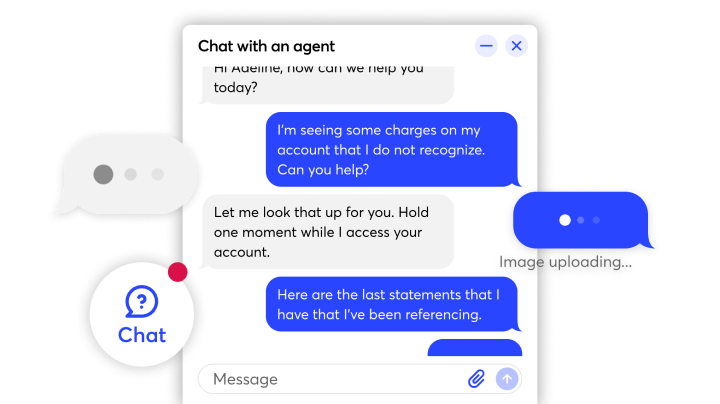 Chat with an agent
Hi Adeline, how can we help you
today?
I'm seeing some charges on my
account that I do not recognize.
Can you help?
Let me look that up for you. Hold
one moment while I access your
account.
Image uploading...
Here are the last statements that I
have that I've been referencing.
Chat
Message